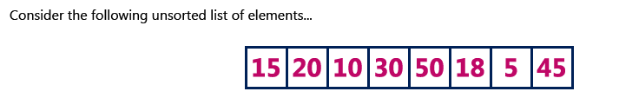 Consider the following unsorted list of elements...
15 20 10 30 50 18 5 45